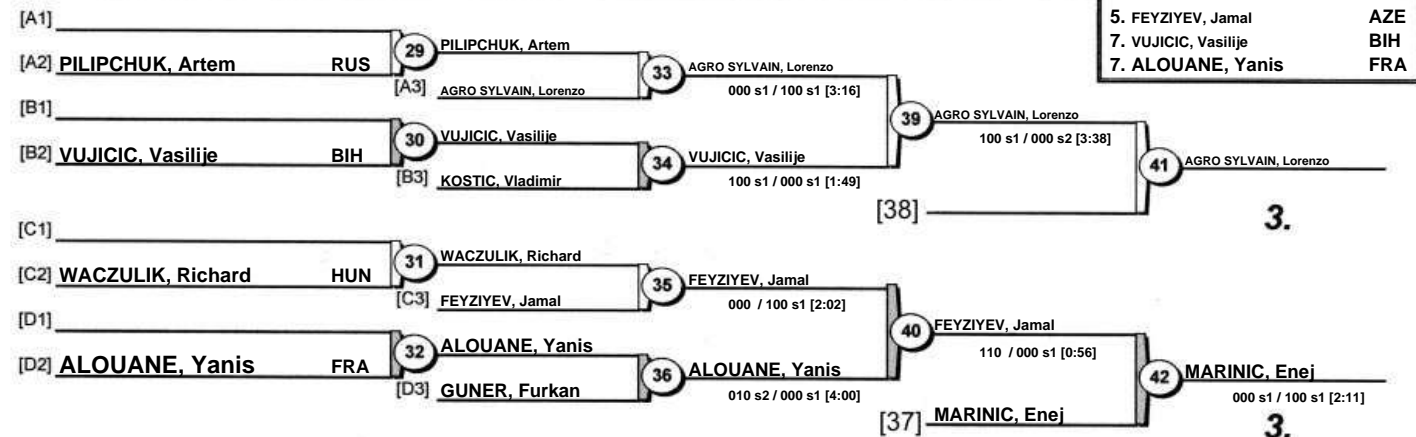 5. FEYZIYEV, Jamal AZE
7. VUJICIC, Vasilije BIH
7. ALOUANE, Yanis FRA
[A1]
[A2] PILIPCHUK, Artem RUS
29
PILIPCHUK, Artem
[A3] AGRO SYLVAIN, Lorenzo
33
AGRO SYLVAIN, Lorenzo
000 s1 / 100 s1 [3:16]
[B1]
[B2] VUJICIC, Vasilije BIH
30
VUJICIC, Vasilije
[B3] KOSTIC, Vladimir
34
VUJICIC, Vasilije
100 s1 / 000 s1 [1:49]
39
AGRO SYLVAIN, Lorenzo
100 s1 / 000 s2 [3:38]
[38]
41
AGRO SYLVAIN, Lorenzo
3.
[C1]
[C2] WACZULIK, Richard HUN
31
WACZULIK, Richard
[C3] FEYZIYEV, Jamal
35
FEYZIYEV, Jamal
000 / 100 s1 [2:02]
[D1]
[D2] ALOUANE, Yanis FRA
32
ALOUANE, Yanis
[D3] GUNER, Furkan
36
ALOUANE, Yanis
010 s2 / 000 s1 [4:00]
40
FEYZIYEV, Jamal
110 / 000 s1 [0:56]
[37] MARINIC, Enej
42
MARINIC, Enej
000 s1 / 100 s1 [2:11]
3.